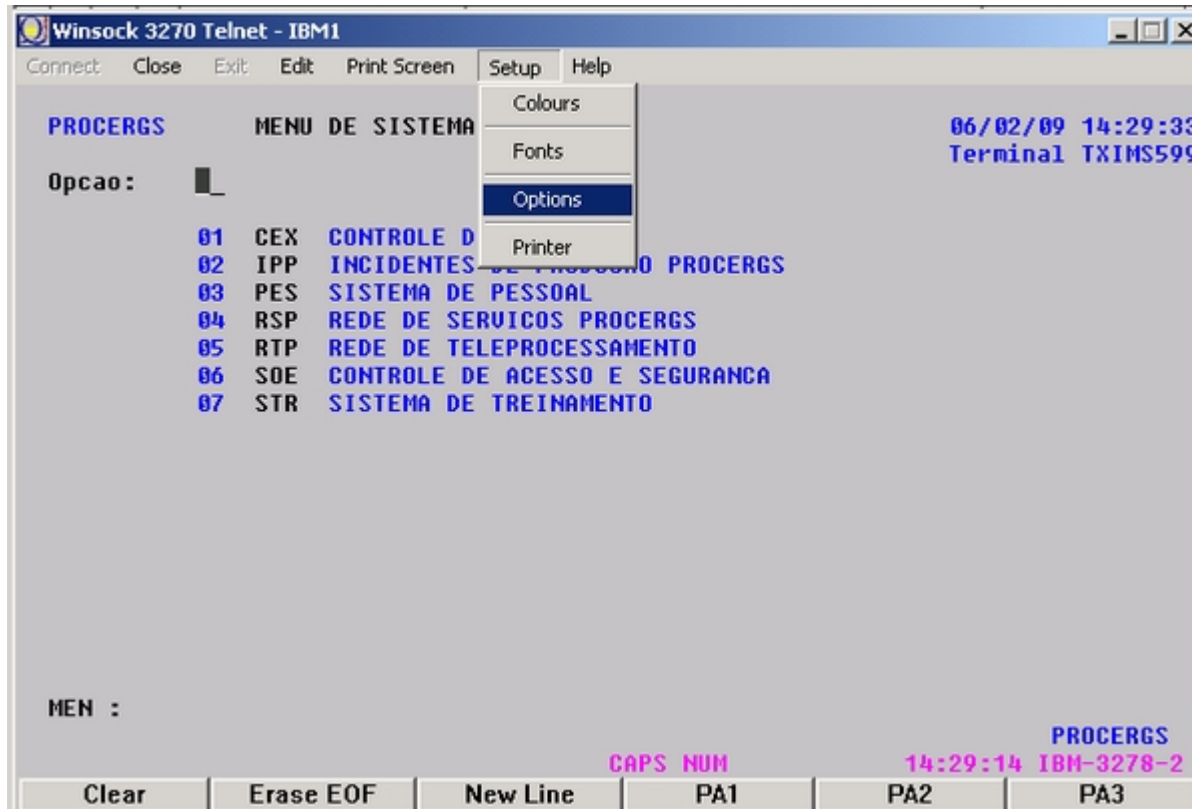 Winsock 3270 Telnet - IBM1
Connect Close Exit Edit Print Screen Setup Help
Colours
Fonts
Options
Printer
PROCERGS MENU DE SISTEMA 06/02/09 14:29:33
Terminal TXIMS599
Opcao:
01 CEX CONTROLE D
02 IPP INCIDENTES DE PRODUCAO PROCERGS
03 PES SISTEMA DE PESSOAL
04 RSP REDE DE SERVICOS PROCERGS
05 RTP REDE DE TELEPROCESSAMENTO
06 SOE CONTROLE DE ACESSO E SEGURANCA
07 STR SISTEMA DE TREINAMENTO
MEN :
PROCERGS
CAPS NUM 14:29:14 IBM-3278-2
Clear Erase EOF New Line PA1 PA2 PA3